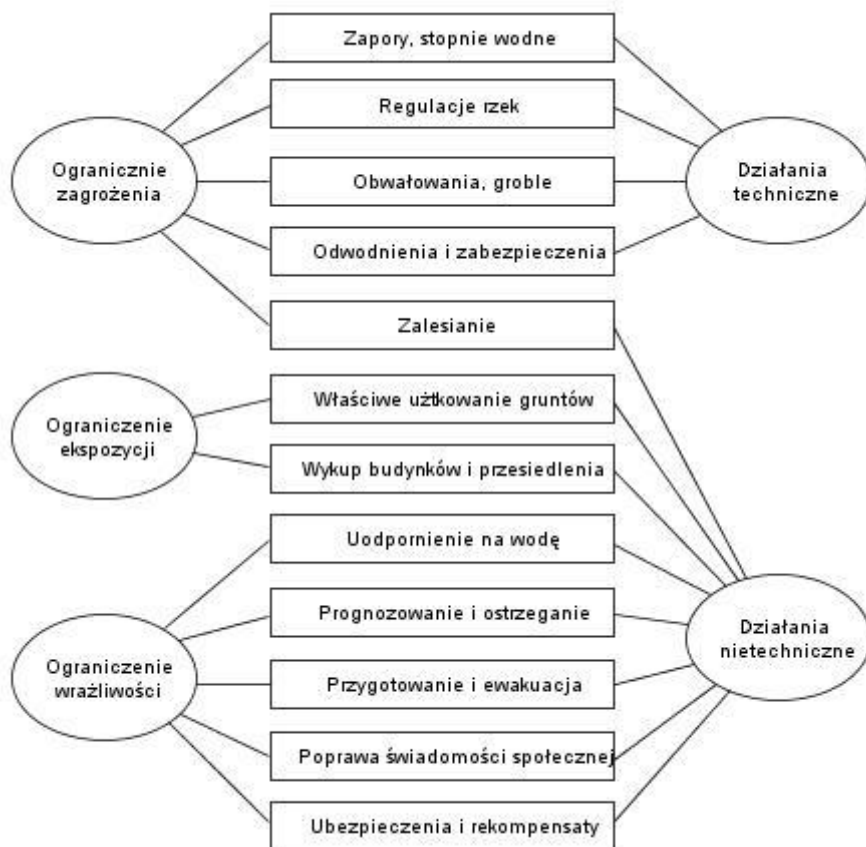 Zapory, stopnie wodne
Regulacje rzek
Obwałowania, groble
Odwodnienia i zabezpieczenia
Zalesianie
Właściwe użtkowanie gruntów
Wykup budynków i przesiedlenia
Uodpornienie na wodę
Prognozowanie i ostrzeganie
Przygotowanie i ewakuacja
Poprawa świadomości społecznej
Ubezpieczenia i rekompensaty
Ogranicznie
zagrożenia
Ograniczenie
ekspozycji
Ograniczenie
wrażliwości
Działania
techniczne
Działania
nietechniczne